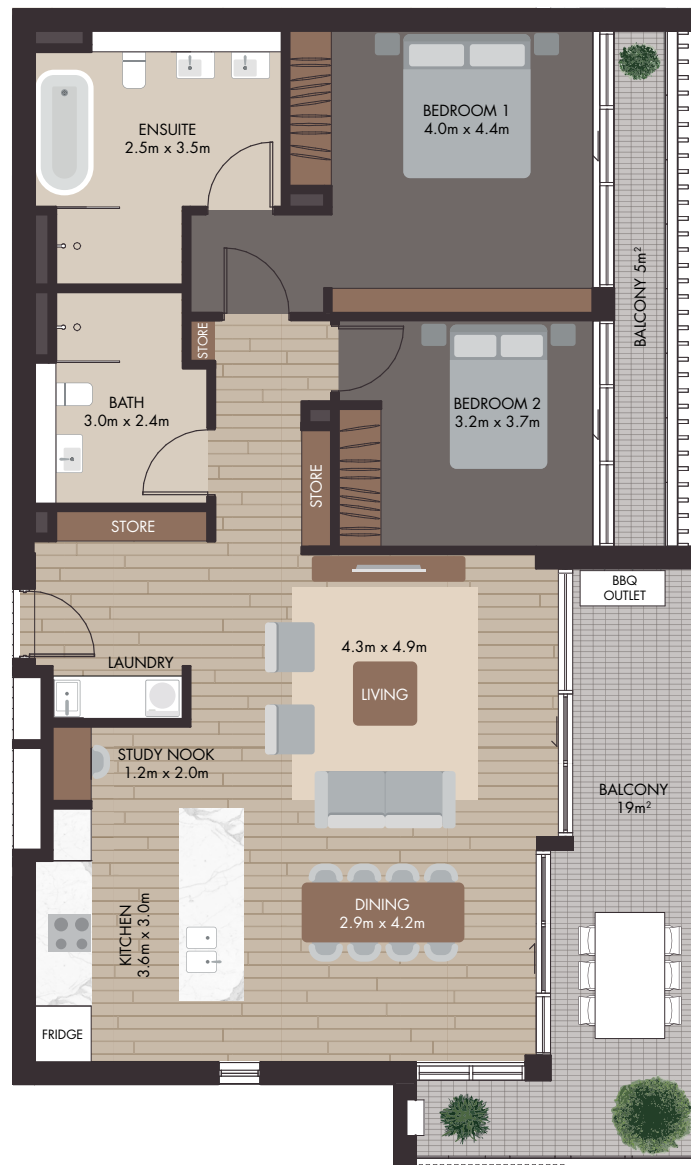 ENSUITE
2.5m x 3.5m
BEDROOM 1
4.0m x 4.4m
BALCONY 5m²
STORE
BATH
3.0m x 2.4m
BEDROOM 2
3.2m x 3.7m
STORE
STORE
BBQ
OUTLET
4.3m x 4.9m
LAUNDRY
LIVING
STUDY NOOK
1.2m x 2.0m
BALCONY
19m²
DINING
2.9m x 4.2m
KITCHEN
3.6m x 3.0m
FRIDGE